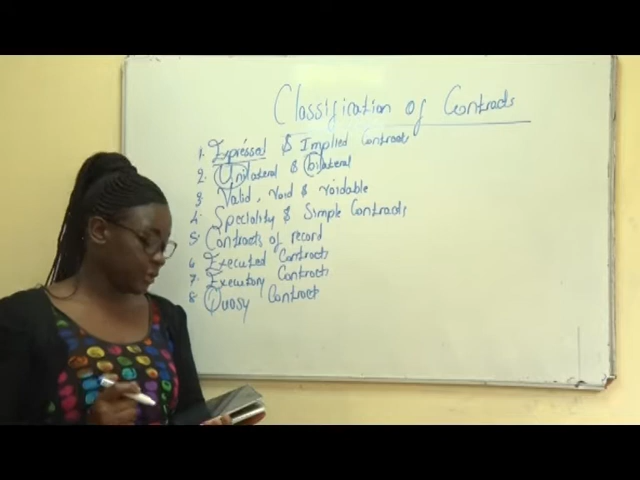 Classification of Contracts
1. Expressed & Implied Contracts
2. Unilateral & Bilateral
3. Valid, Void & Voidable
4. Speciality & Simple Contracts
5. Contracts of record
6. Executed Contracts
7. Executory Contracts
8. Quasy Contract